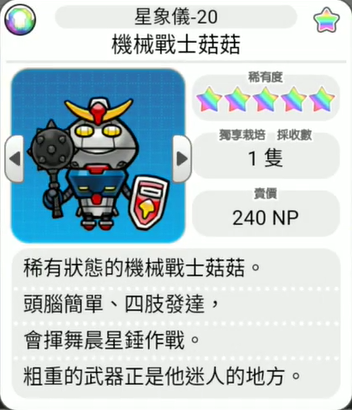 星象儀-20
機械戰士菇菇
稀有度
獨享栽培 採收數
1 隻
賣價
240 NP
稀有狀態的機械戰士菇菇。
頭腦簡單、四肢發達，
會揮舞晨星錘作戰。
粗重的武器正是他迷人的地方。